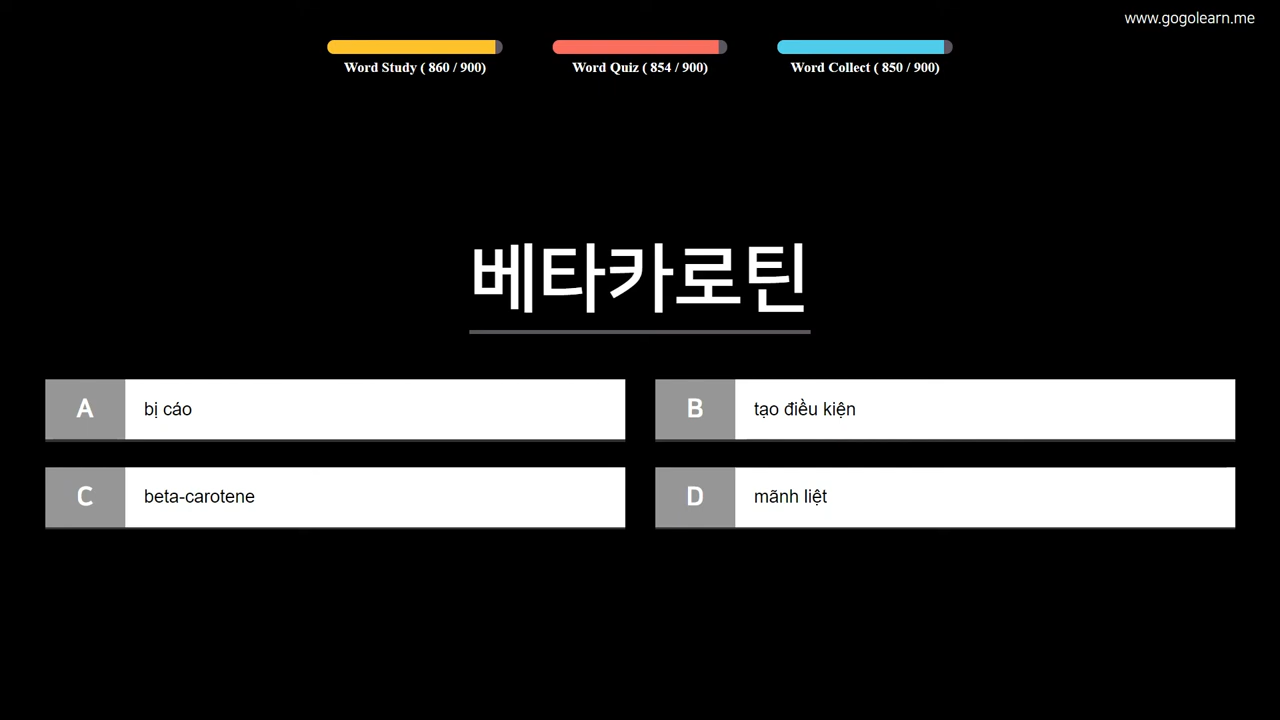 www.gogolearn.me
Word Study ( 860 / 900)
Word Quiz ( 854 / 900)
Word Collect ( 850 / 900)
베타카로틴
A bị cáo
B tạo điều kiện
C beta-carotene
D mãnh liệt